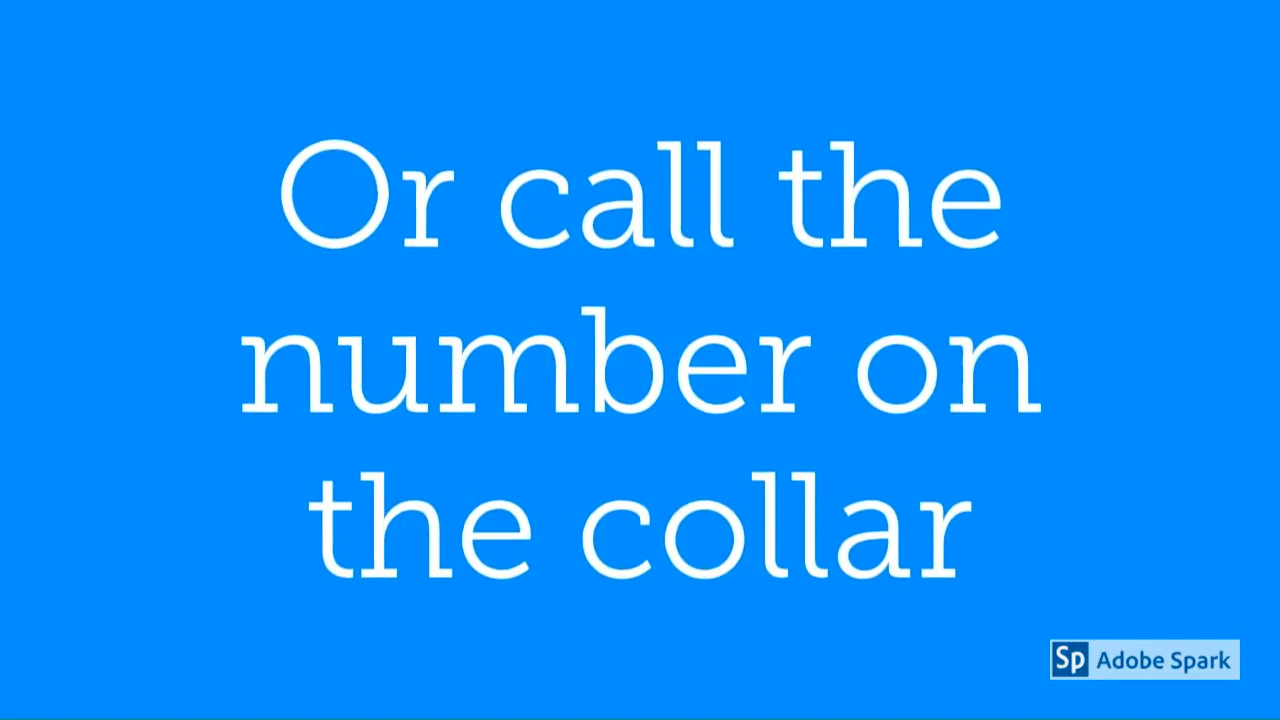 Or call the
number on
the collar
Sp Adobe Spark